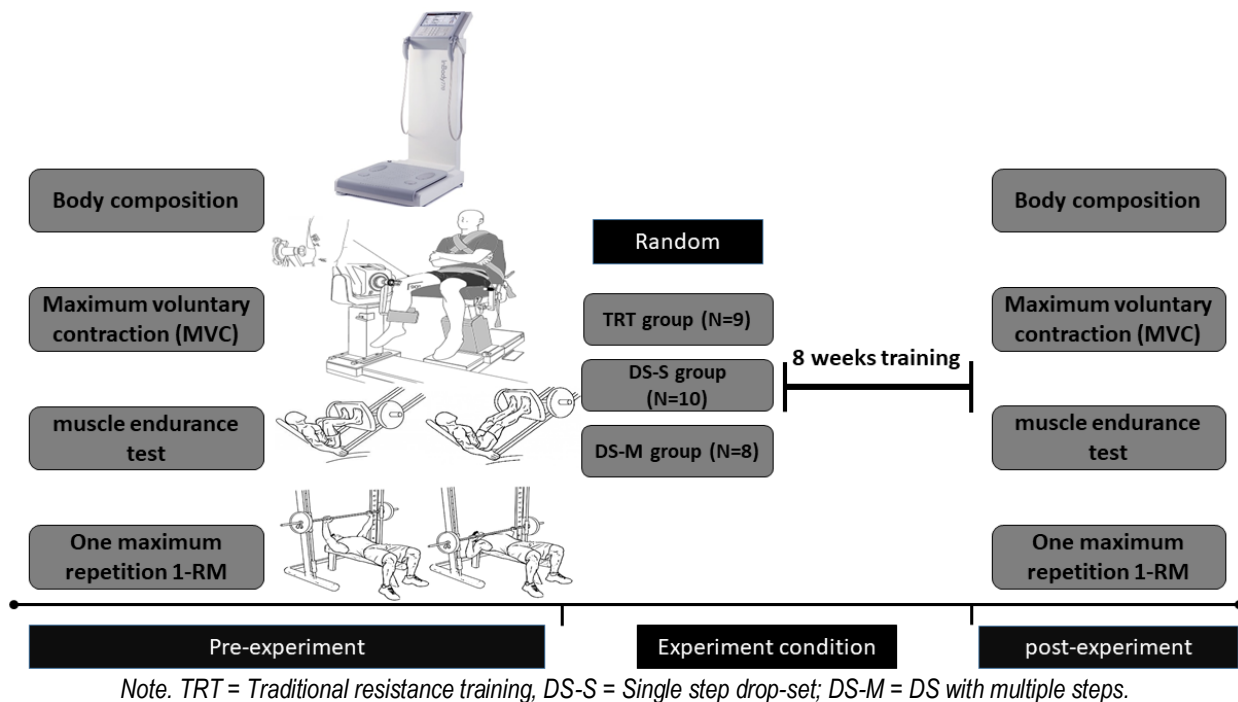 InBody
Body composition
Maximum voluntary
contraction (MVC)
muscle endurance
test
One maximum
repetition 1-RM
Random
TRT group (N=9)
DS-S group
(N=10)
DS-M group (N=8)
8 weeks training
Body composition
Maximum voluntary
contraction (MVC)
muscle endurance
test
One maximum
repetition 1-RM
Pre-experiment
Experiment condition
post-experiment
Note. TRT = Traditional resistance training, DS-S = Single step drop-set; DS-M = DS with multiple steps.